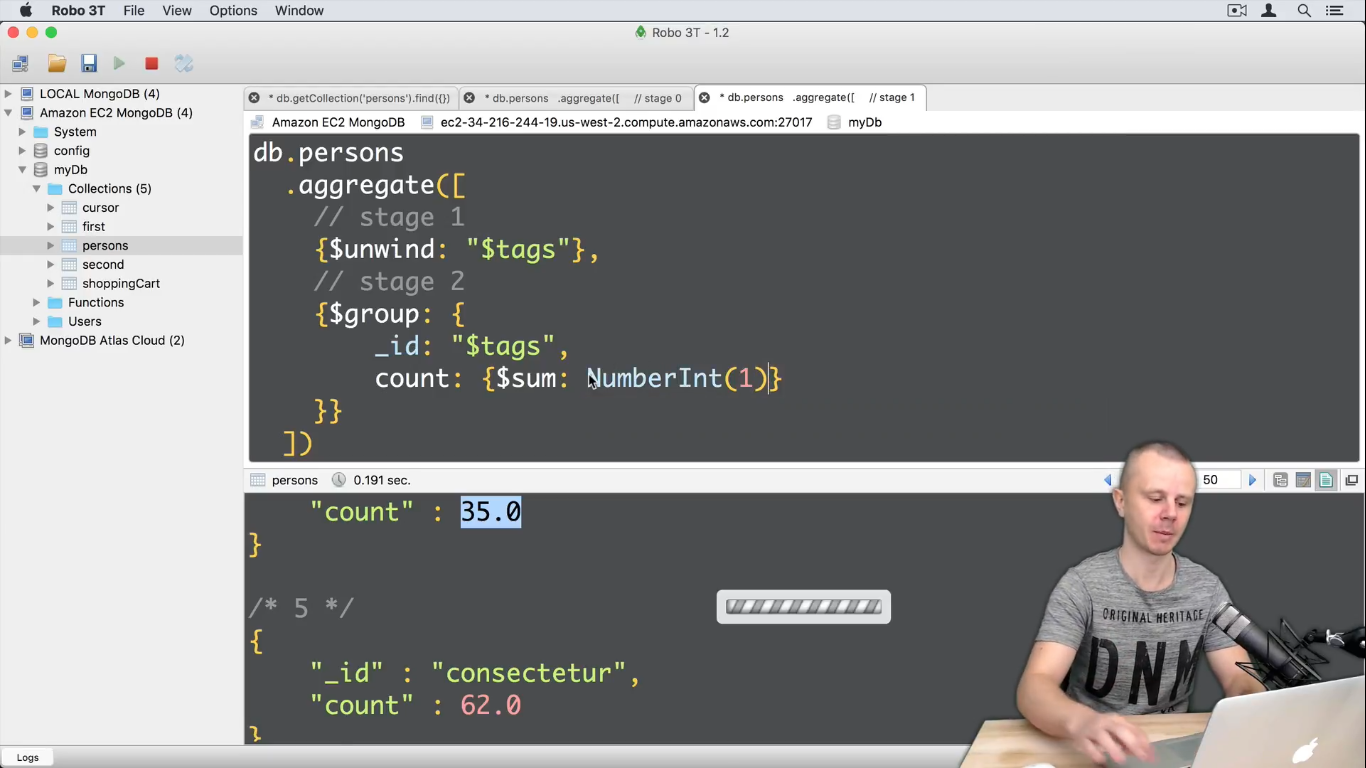 Robo 3T File View Options Window
Robo 3T - 1.2
LOCAL MongoDB (4)
Amazon EC2 MongoDB (4)
System
config
myDb
Collections (5)
cursor
first
persons
second
shoppingCart
Functions
Users
MongoDB Atlas Cloud (2)
* db.getCollection('persons').find({}) * db.persons .aggregate([ // stage 0 * db.persons .aggregate([ // stage 1
Amazon EC2 MongoDB ec2-34-216-244-19.us-west-2.compute.amazonaws.com:27017 myDb
db.persons
.aggregate([
// stage 1
{$unwind: "$tags"},
// stage 2
{$group: {
_id: "$tags",
count: {$sum: NumberInt(1)}
}}
])
persons 0.191 sec. 50
"count" : 35.0
}
/* 5 */
{
"_id" : "consectetur",
"count" : 62.0
}
Logs
ORIGINAL HERITAGE
DNM